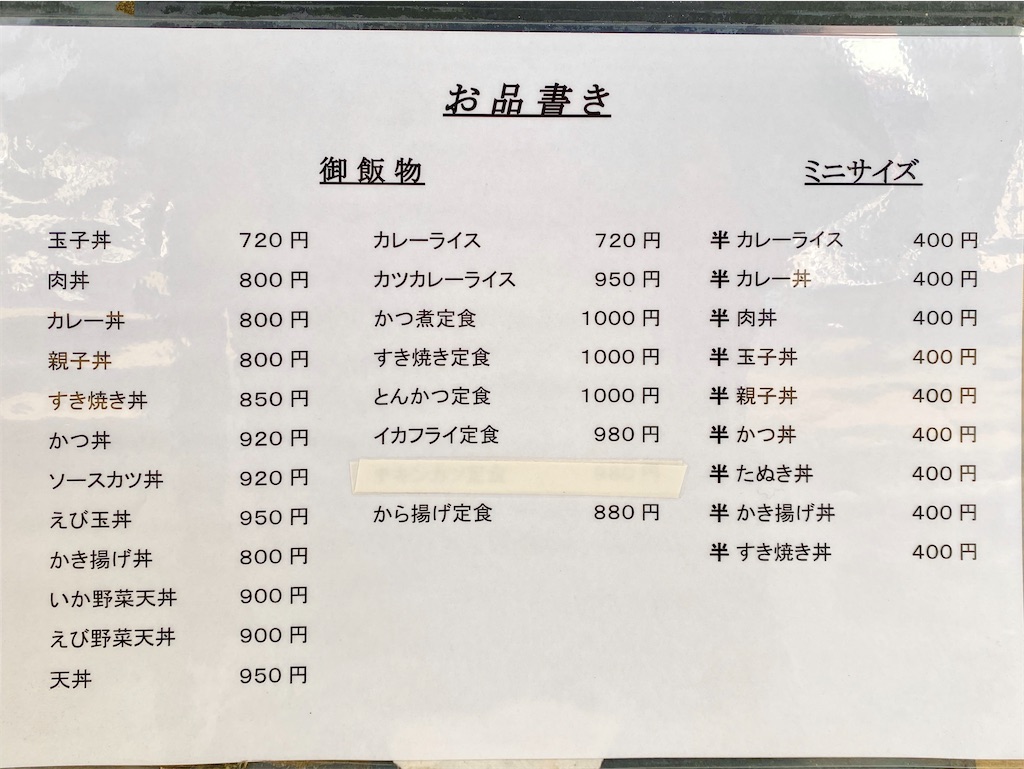 お品書き
御飯物
玉子丼 720円
肉丼 800円
カレー丼 800円
親子丼 800円
すき焼き丼 850円
かつ丼 920円
ソースカツ丼 920円
えび玉丼 950円
かき揚げ丼 800円
いか野菜天丼 900円
えび野菜天丼 900円
天丼 950円
カレーライス 720円
カツカレーライス 950円
かつ煮定食 1000円
すき焼き定食 1000円
とんかつ定食 1000円
イカフライ定食 980円
から揚げ定食 880円
ミニサイズ
半 カレーライス 400円
半 カレー丼 400円
半 肉丼 400円
半 玉子丼 400円
半 親子丼 400円
半 かつ丼 400円
半 たぬき丼 400円
半 かき揚げ丼 400円
半 すき焼き丼 400円